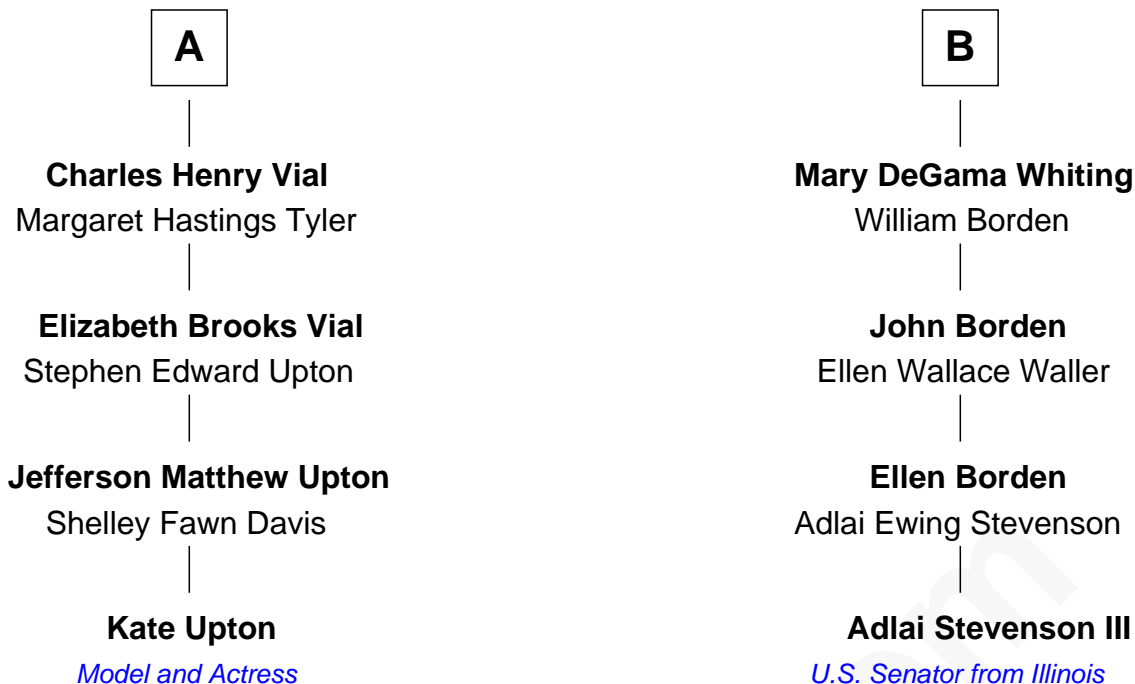 A
B
Charles Henry Vial
Margaret Hastings Tyler
Mary DeGama Whiting
William Borden
Elizabeth Brooks Vial
Stephen Edward Upton
John Borden
Ellen Wallace Waller
Jefferson Matthew Upton
Shelley Fawn Davis
Ellen Borden
Adlai Ewing Stevenson
Kate Upton
Model and Actress
Adlai Stevenson III
U.S. Senator from Illinois
om